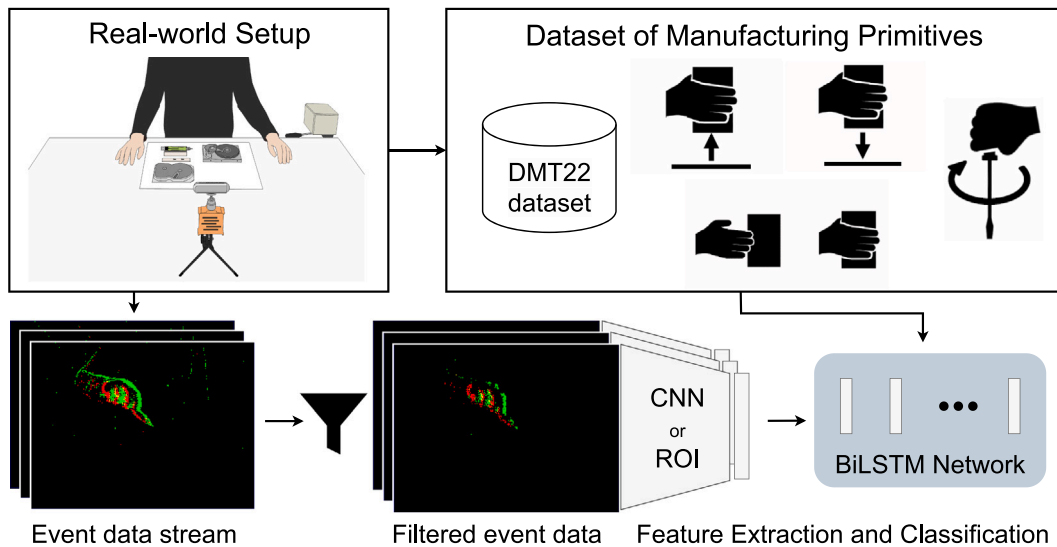 Real-world Setup
Dataset of Manufacturing Primitives
DMT22
dataset
CNN
or
ROI
BiLSTM Network
Event data stream
Filtered event data
Feature Extraction and Classification